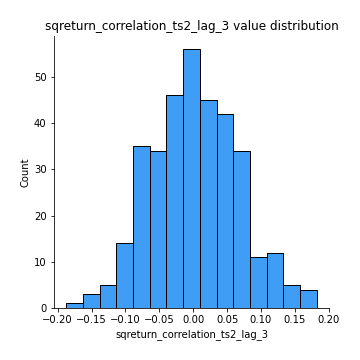 sqreturn_correlation_ts2_lag_3 value distribution
Count
50
40
30
20
10
0
−0.20 −0.15 −0.10 −0.05 0.00 0.05 0.10 0.15 0.20
sqreturn_correlation_ts2_lag_3